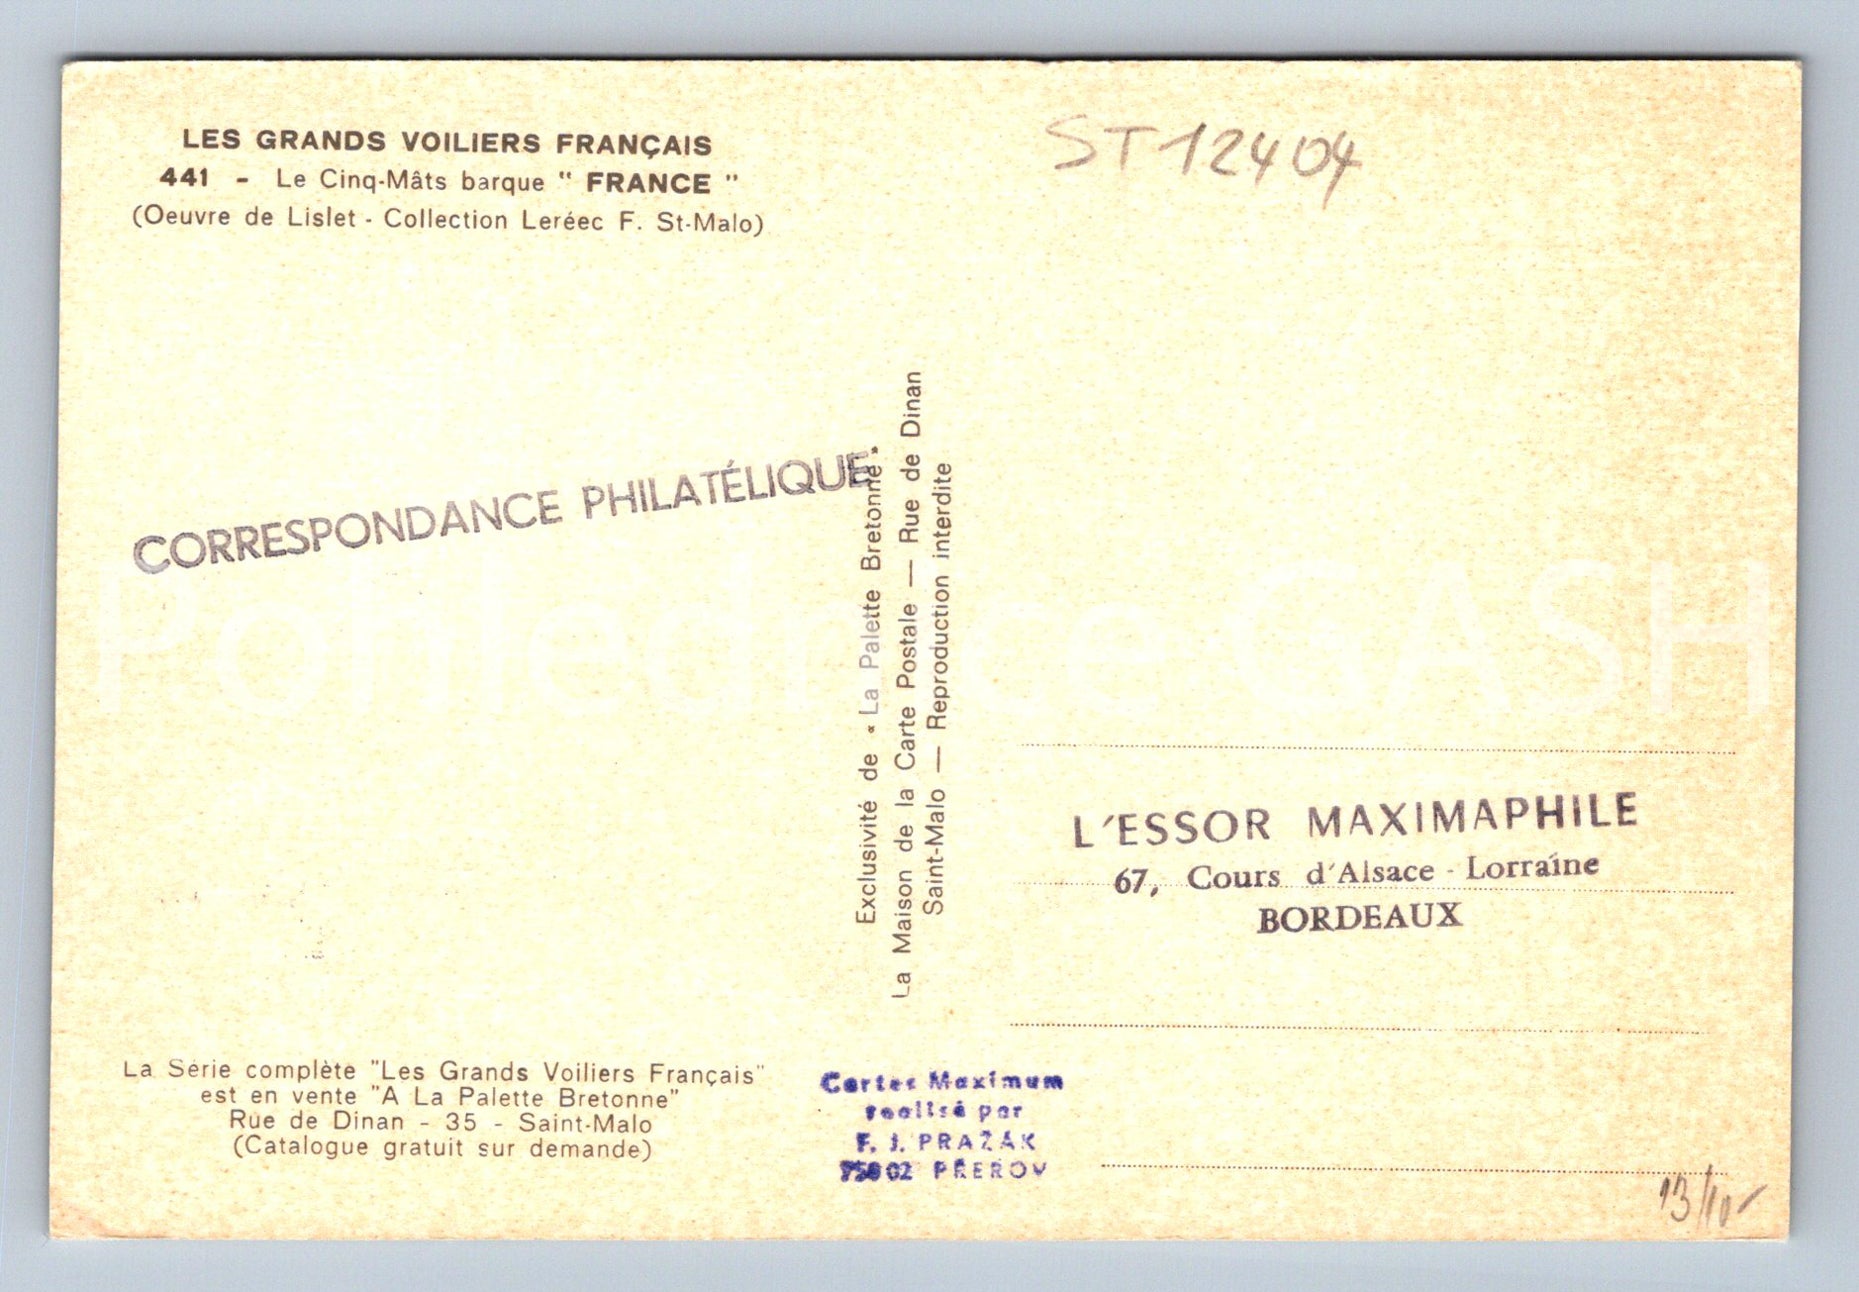 LES GRANDS VOILIERS FRANÇAIS
441 - Le Cinq-Mâts barque " FRANCE "
(Oeuvre de Lislet - Collection Leréec F. St-Malo)
ST12404
CORRESPONDANCE PHILATÉLIQUE
Exclusivité de « La Palette Bretonne »
La Maison de la Carte Postale — Rue de Dinan
Saint-Malo — Reproduction interdite
L'ESSOR MAXIMAPHILE
67, Cours d'Alsace - Lorraine
BORDEAUX
La Série complète "Les Grands Voiliers Français"
est en vente "A La Palette Bretonne"
Rue de Dinan - 35 - Saint-Malo
(Catalogue gratuit sur demande)
Cartes Maximum
realisé par
F. J. PRAŽÁK
75002 PŘEROV
13/10-